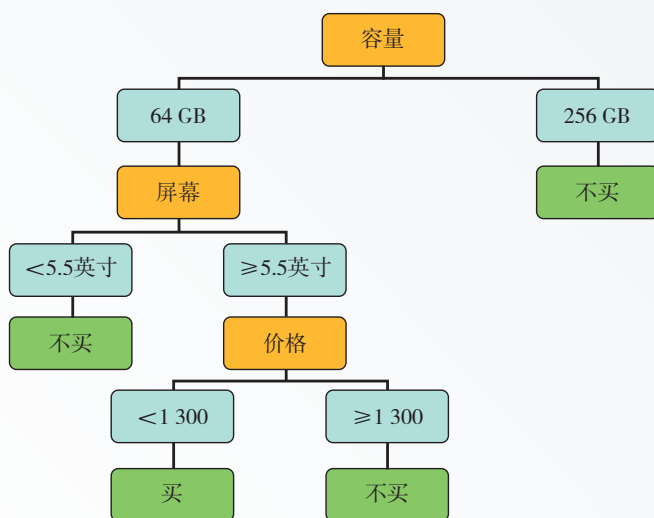 容量
64 GB
256 GB
屏幕
不买
<5.5英寸
≥5.5英寸
不买
价格
<1 300
≥1 300
买
不买